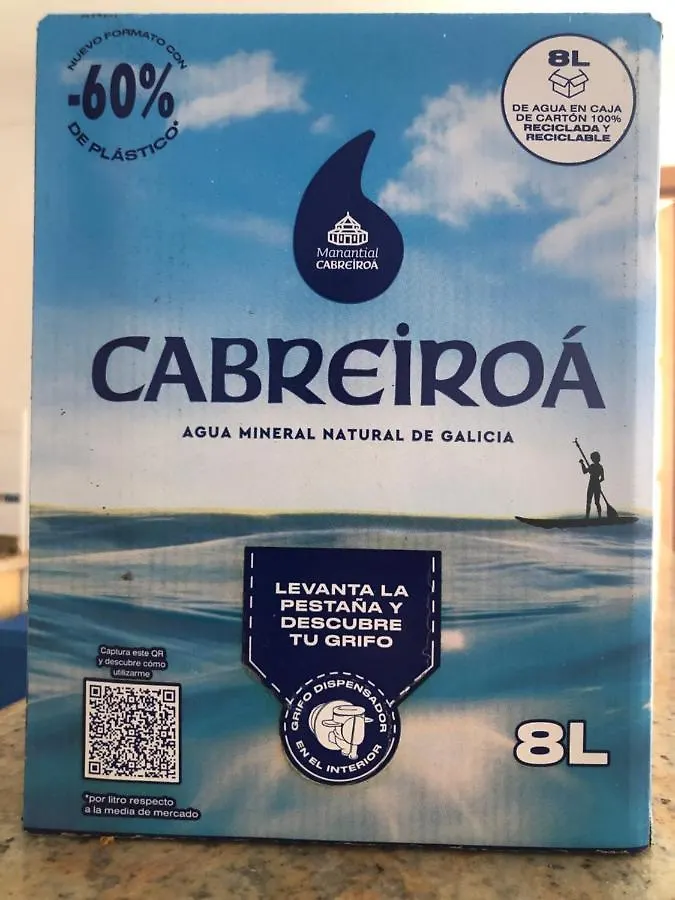 NUEVO FORMATO CON
-60%
DE PLÁSTICO*
8L
DE AGUA EN CAJA
DE CARTÓN 100%
RECICLADA Y
RECICLABLE
Manantial
CABREIROÁ
CABREIROÁ
AGUA MINERAL NATURAL DE GALICIA
LEVANTA LA
PESTAÑA Y
DESCUBRE
TU GRIFO
GRIFO DISPENSADOR
EN EL INTERIOR
Captura este QR
y descubre cómo
utilizarme
8L
*por litro respecto
a la media de mercado